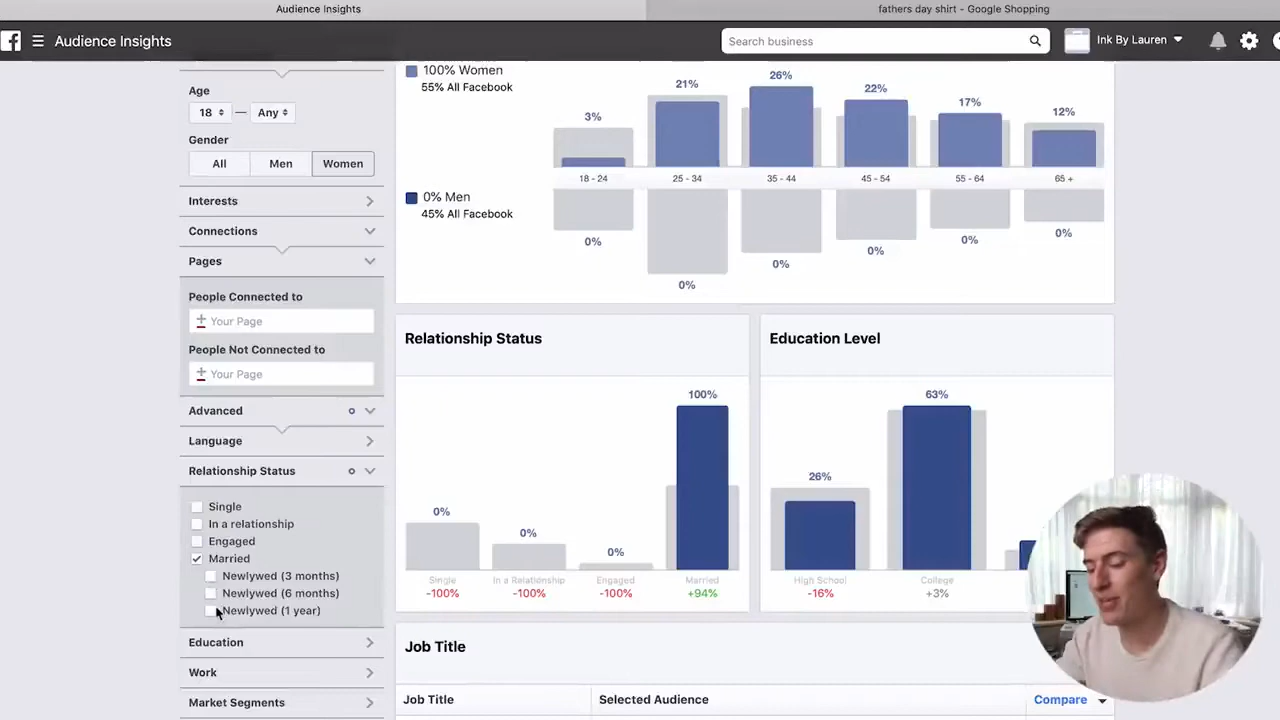 Audience Insights
fathers day shirt - Google Shopping
Audience Insights
Search business
Ink By Lauren
Age
18 — Any
Gender
All Men Women
Interests
Connections
Pages
People Connected to
Your Page
People Not Connected to
Your Page
Advanced
Language
Relationship Status
Single
In a relationship
Engaged
Married
Newlywed (3 months)
Newlywed (6 months)
Newlywed (1 year)
Education
Work
Market Segments
100% Women
55% All Facebook
3% 21% 26% 22% 17% 12%
18 - 24 25 - 34 35 - 44 45 - 54 55 - 64 65 +
0% Men
45% All Facebook
0% 0% 0% 0% 0% 0%
Relationship Status
0% 0% 0% 100%
Single In a Relationship Engaged Married
-100% -100% -100% +94%
Education Level
26% 63%
High School College
-16% +3%
Job Title
Job Title Selected Audience Compare